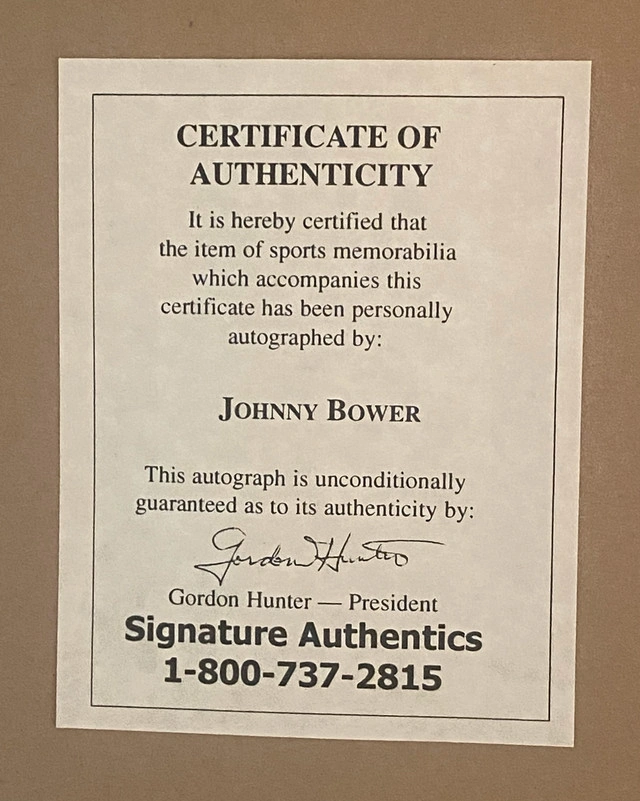 CERTIFICATE OF
AUTHENTICITY
It is hereby certified that
the item of sports memorabilia
which accompanies this
certificate has been personally
autographed by:
JOHNNY BOWER
This autograph is unconditionally
guaranteed as to its authenticity by:
Gordon Hunter
Gordon Hunter — President
Signature Authentics
1-800-737-2815